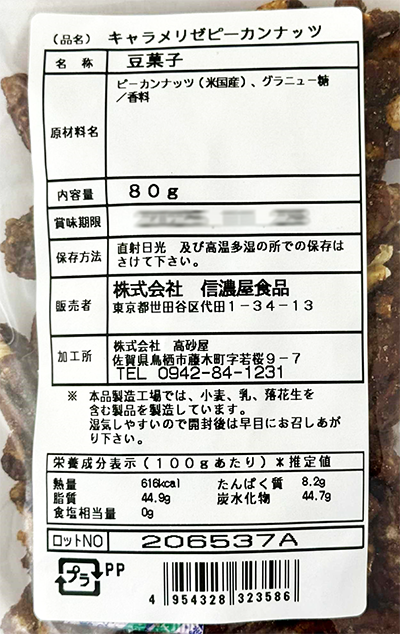 (品名) キャラメリゼピーカンナッツ
名称 豆菓子
原材料名 ピーカンナッツ(米国産)、グラニュー糖
/香料
内容量 80g
賞味期限
保存方法 直射日光 及び高温多湿の所での保存は
さけて下さい。
販売者 株式会社 信濃屋食品
東京都世田谷区代田1-34-13
加工所 株式会社 高砂屋
佐賀県鳥栖市藤木町字若桜9-7
TEL 0942-84-1231
※ 本品製造工場では、小麦、乳、落花生を
含む製品を製造しています。
湿気しやすいので開封後は早目にお召しあが
り下さい。
栄養成分表示(100gあたり)*推定値
熱量 616kcal たんぱく質 8.2g
脂質 44.9g 炭水化物 44.7g
食塩相当量 0g
ロットNO 206537A
プラ PP
4 954328 323586